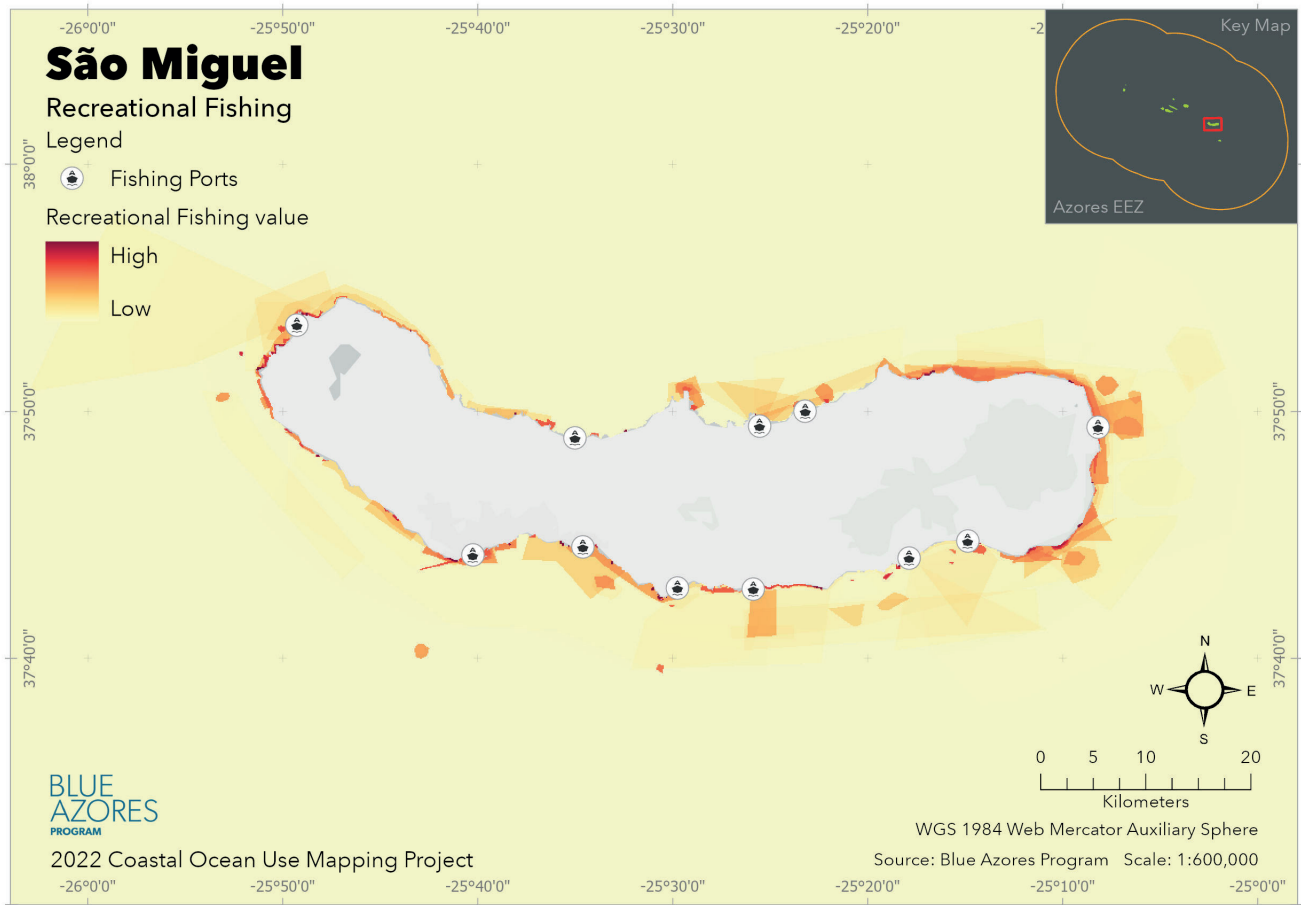 -26°0'0"
-25°50'0"
-25°40'0"
-25°30'0"
-25°20'0"
-2
Key Map
Azores EEZ
São Miguel
Recreational Fishing
Legend
Fishing Ports
Recreational Fishing value
High
Low
38°0'0"
37°50'0"
37°50'0"
37°40'0"
37°40'0"
N
W
E
S
0 5 10 20
Kilometers
BLUE
AZORES
PROGRAM
2022 Coastal Ocean Use Mapping Project
WGS 1984 Web Mercator Auxiliary Sphere
Source: Blue Azores Program Scale: 1:600,000
-26°0'0"
-25°50'0"
-25°40'0"
-25°30'0"
-25°20'0"
-25°10'0"
-25°0'0"